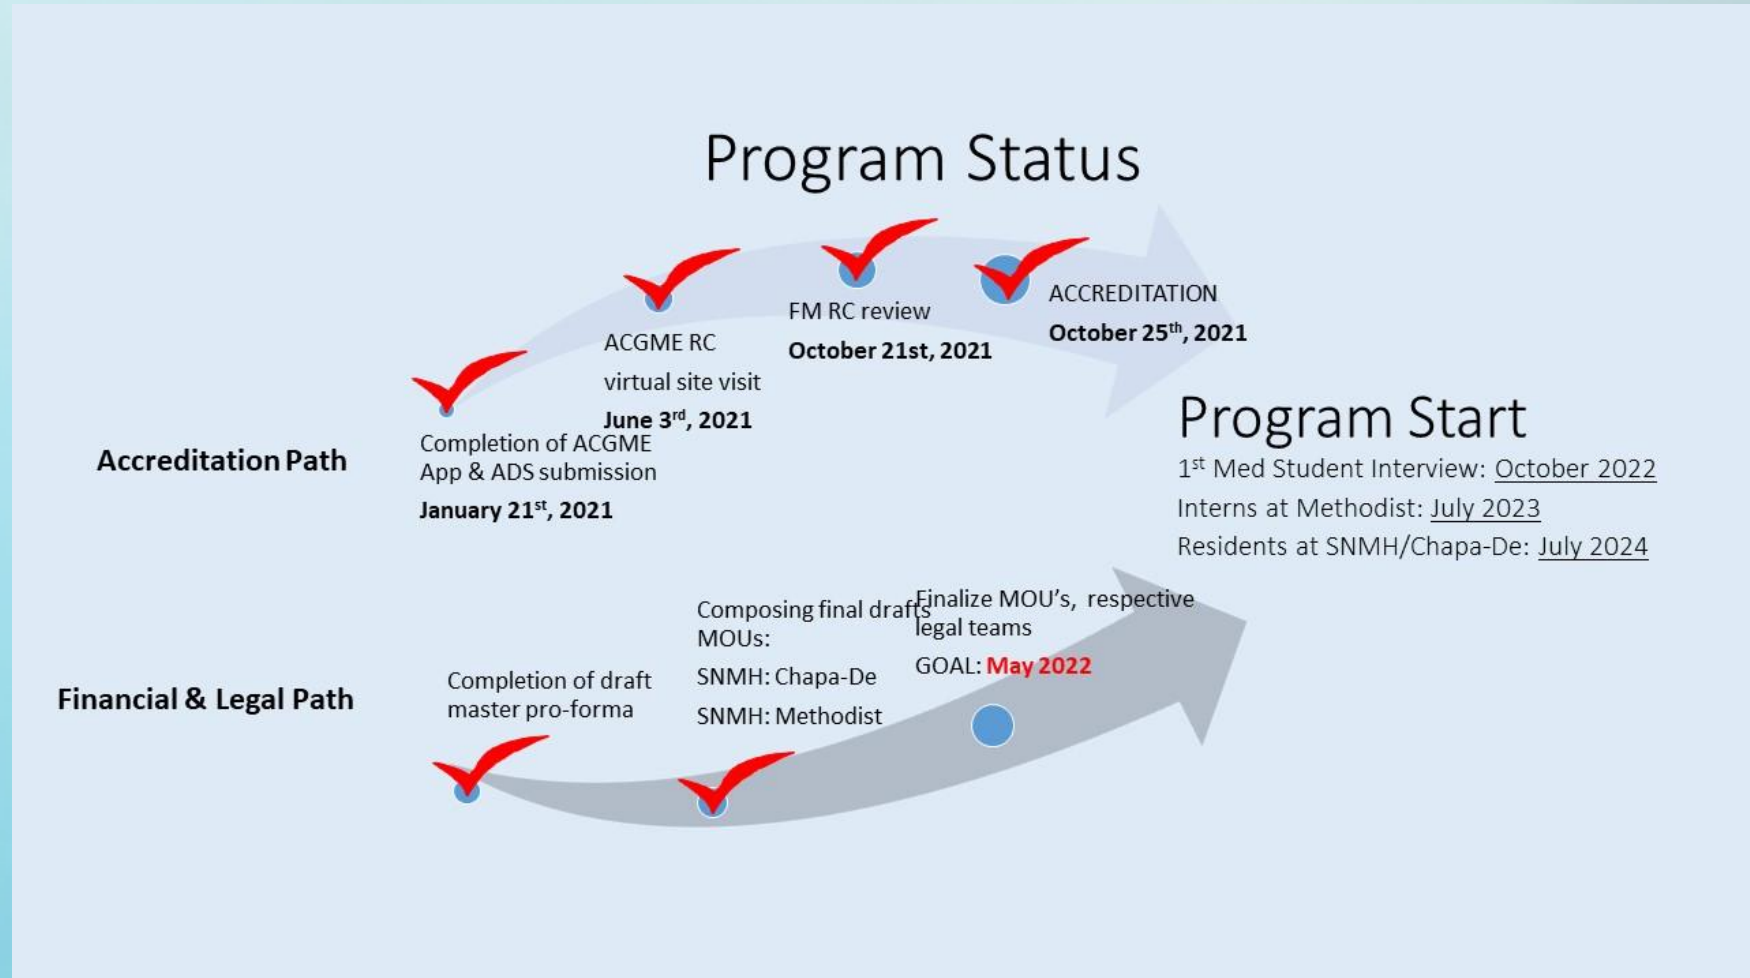 Program Status
ACCREDITATION
October 25th, 2021
FM RC review
October 21st, 2021
ACGME RC
virtual site visit
June 3rd, 2021
Accreditation Path
Completion of ACGME
App & ADS submission
January 21st, 2021
Program Start
1st Med Student Interview: October 2022
Interns at Methodist: July 2023
Residents at SNMH/Chapa-De: July 2024
Financial & Legal Path
Completion of draft
master pro-forma
Composing final drafts
MOUs:
SNMH: Chapa-De
SNMH: Methodist
Finalize MOU’s, respective
legal teams
GOAL: May 2022